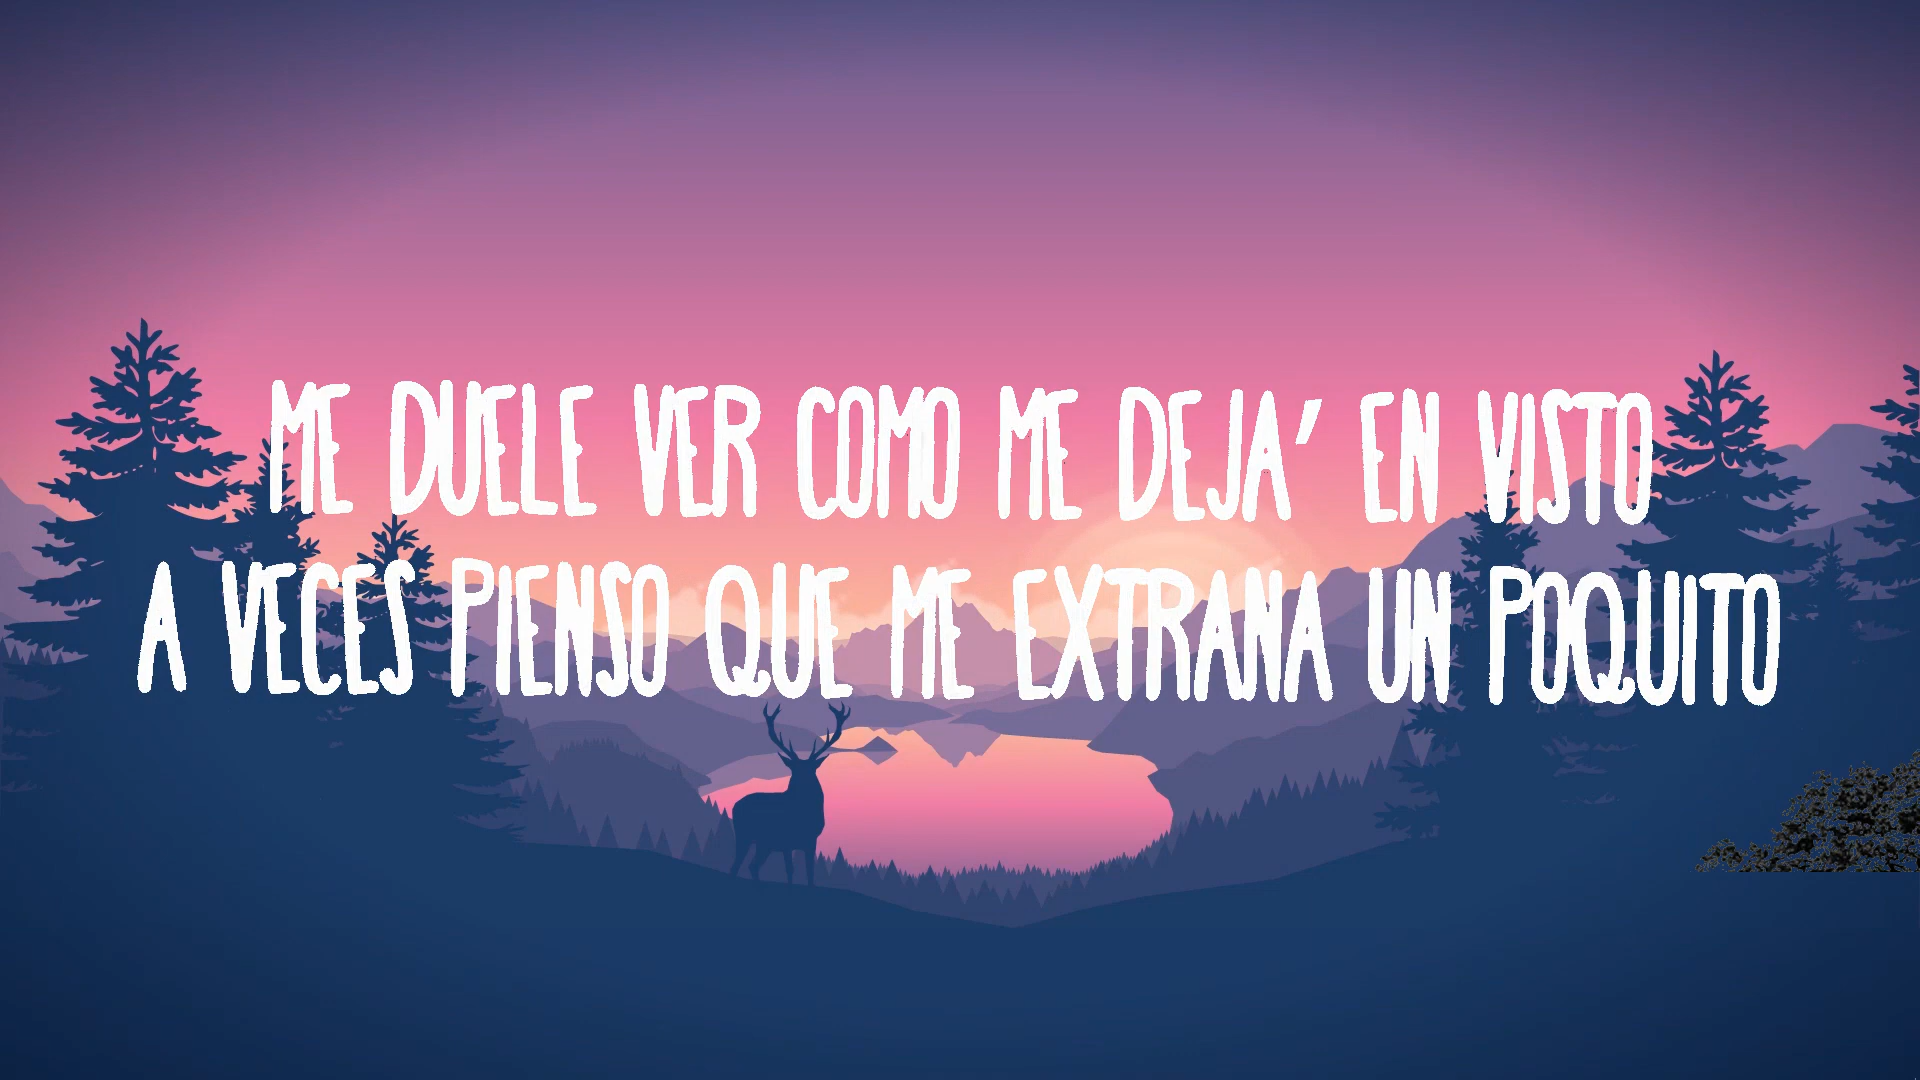 ME DUELE VER COMO ME DEJA' EN VISTO
A VECES PIENSO QUE ME EXTRANA UN POQUITO